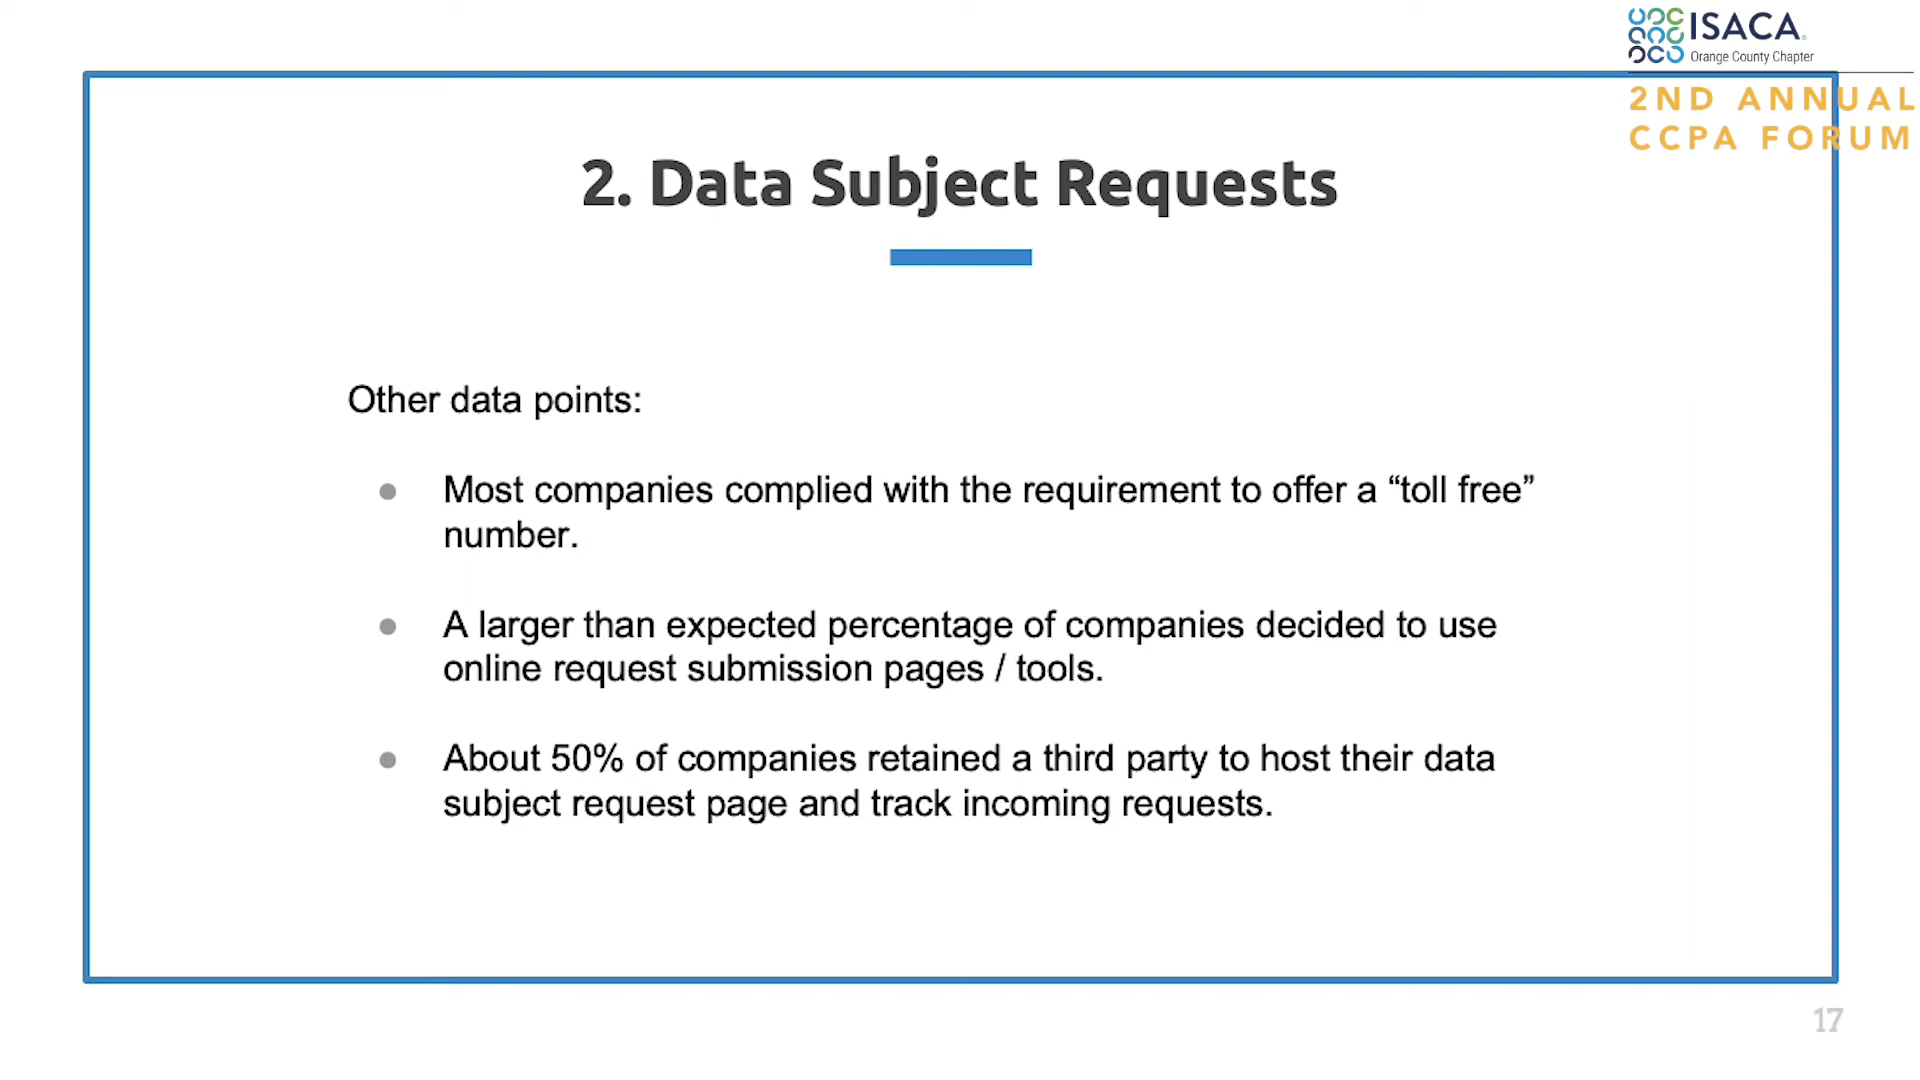 ISACA
Orange County Chapter
2ND ANNUAL
CCPA FORUM
2. Data Subject Requests
Other data points:
● Most companies complied with the requirement to offer a “toll free”
number.
● A larger than expected percentage of companies decided to use
online request submission pages / tools.
● About 50% of companies retained a third party to host their data
subject request page and track incoming requests.
17